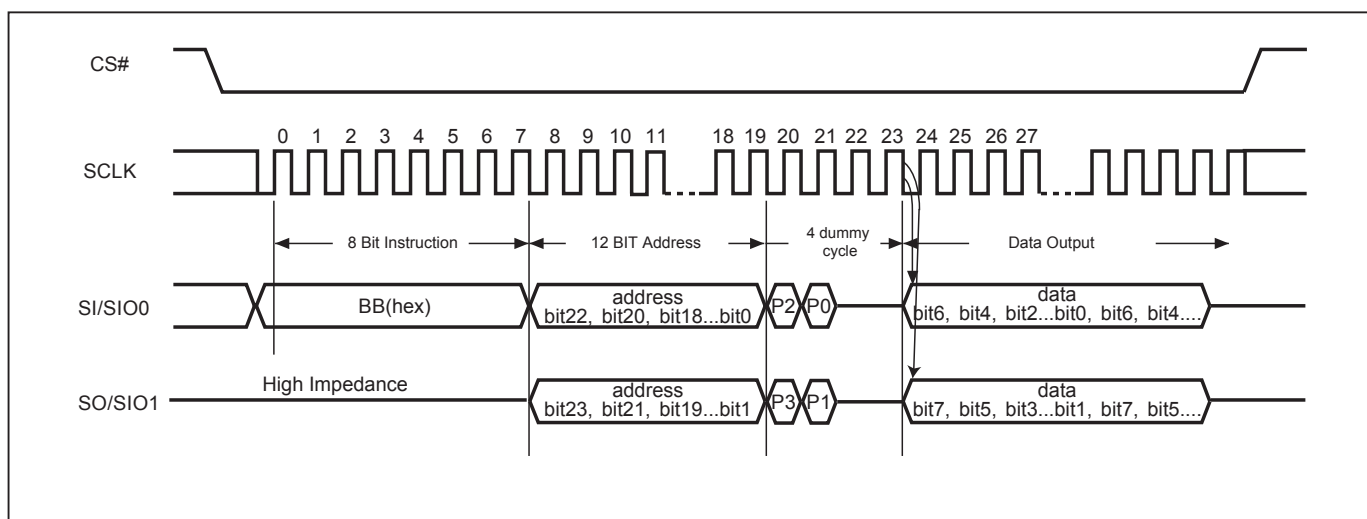 CS#
0 1 2 3 4 5 6 7 8 9 10 11 18 19 20 21 22 23 24 25 26 27
SCLK
8 Bit Instruction
12 BIT Address
4 dummy
cycle
Data Output
SI/SIO0
BB(hex)
address
bit22, bit20, bit18...bit0
P2
P0
data
bit6, bit4, bit2...bit0, bit6, bit4....
High Impedance
SO/SIO1
address
bit23, bit21, bit19...bit1
P3
P1
data
bit7, bit5, bit3...bit1, bit7, bit5....